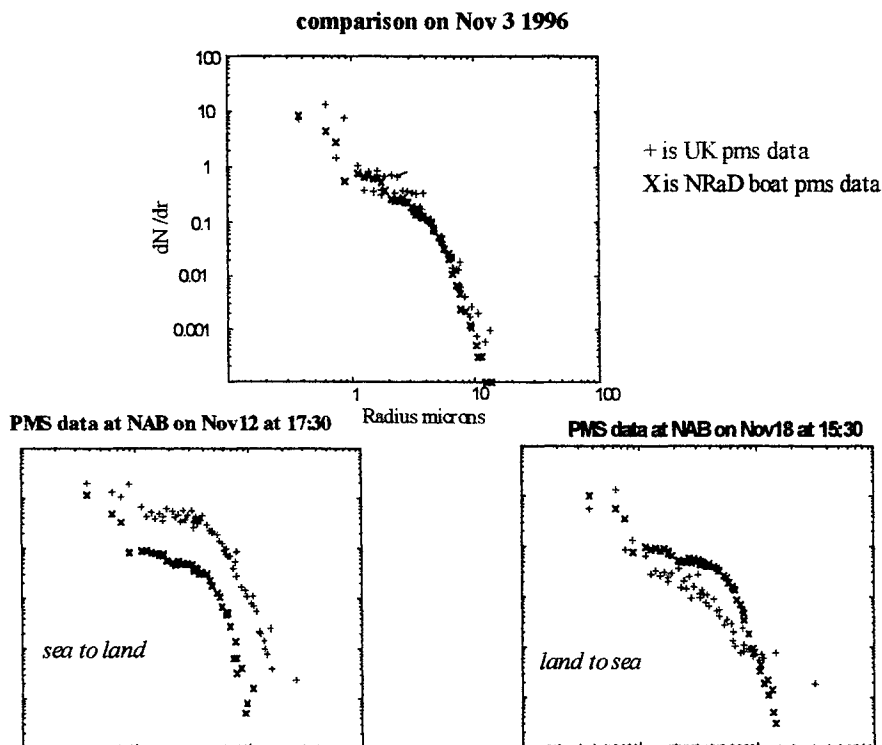 comparison on Nov 3 1996
100
10
1
0.1
0.01
0.001
dN/dr
1
10
100
Radius microns
+ is UK pms data
X is NRaD boat pms data
PMS data at NAB on Nov12 at 17:30
sea to land
PMS data at NAB on Nov18 at 15:30
land to sea